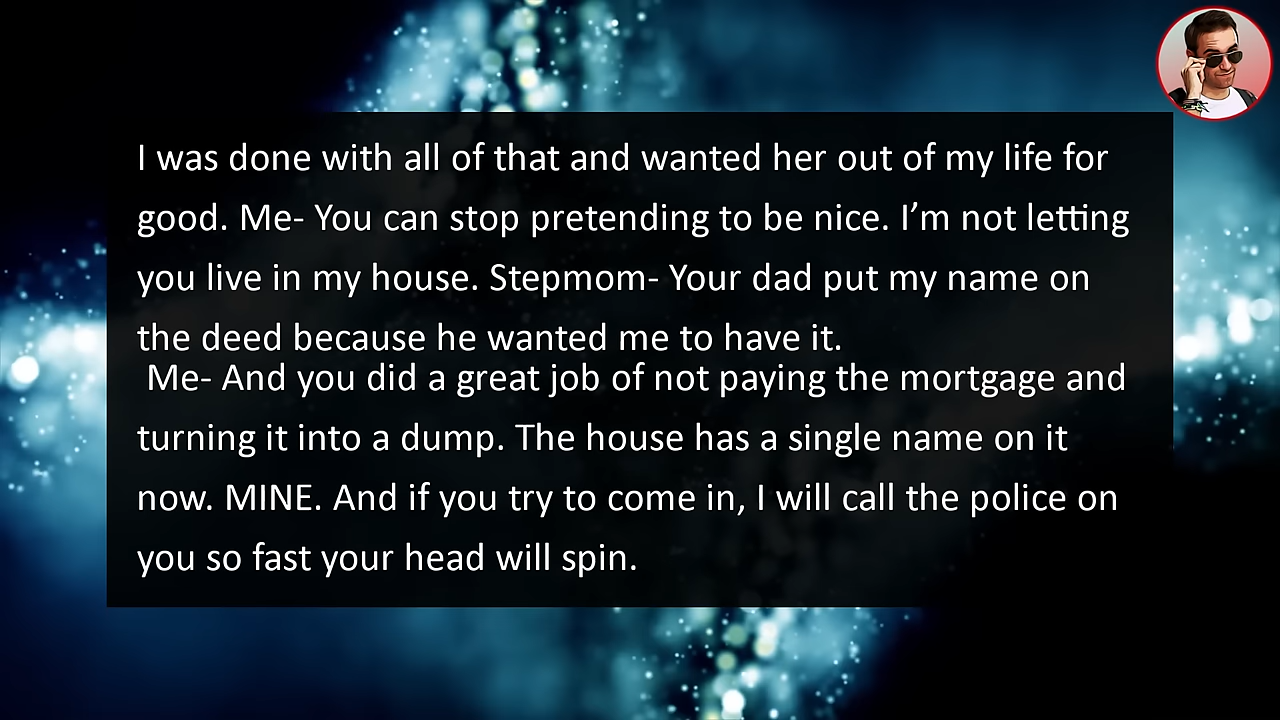 I was done with all of that and wanted her out of my life for
good. Me- You can stop pretending to be nice. I’m not letting
you live in my house. Stepmom- Your dad put my name on
the deed because he wanted me to have it.
Me- And you did a great job of not paying the mortgage and
turning it into a dump. The house has a single name on it
now. MINE. And if you try to come in, I will call the police on
you so fast your head will spin.